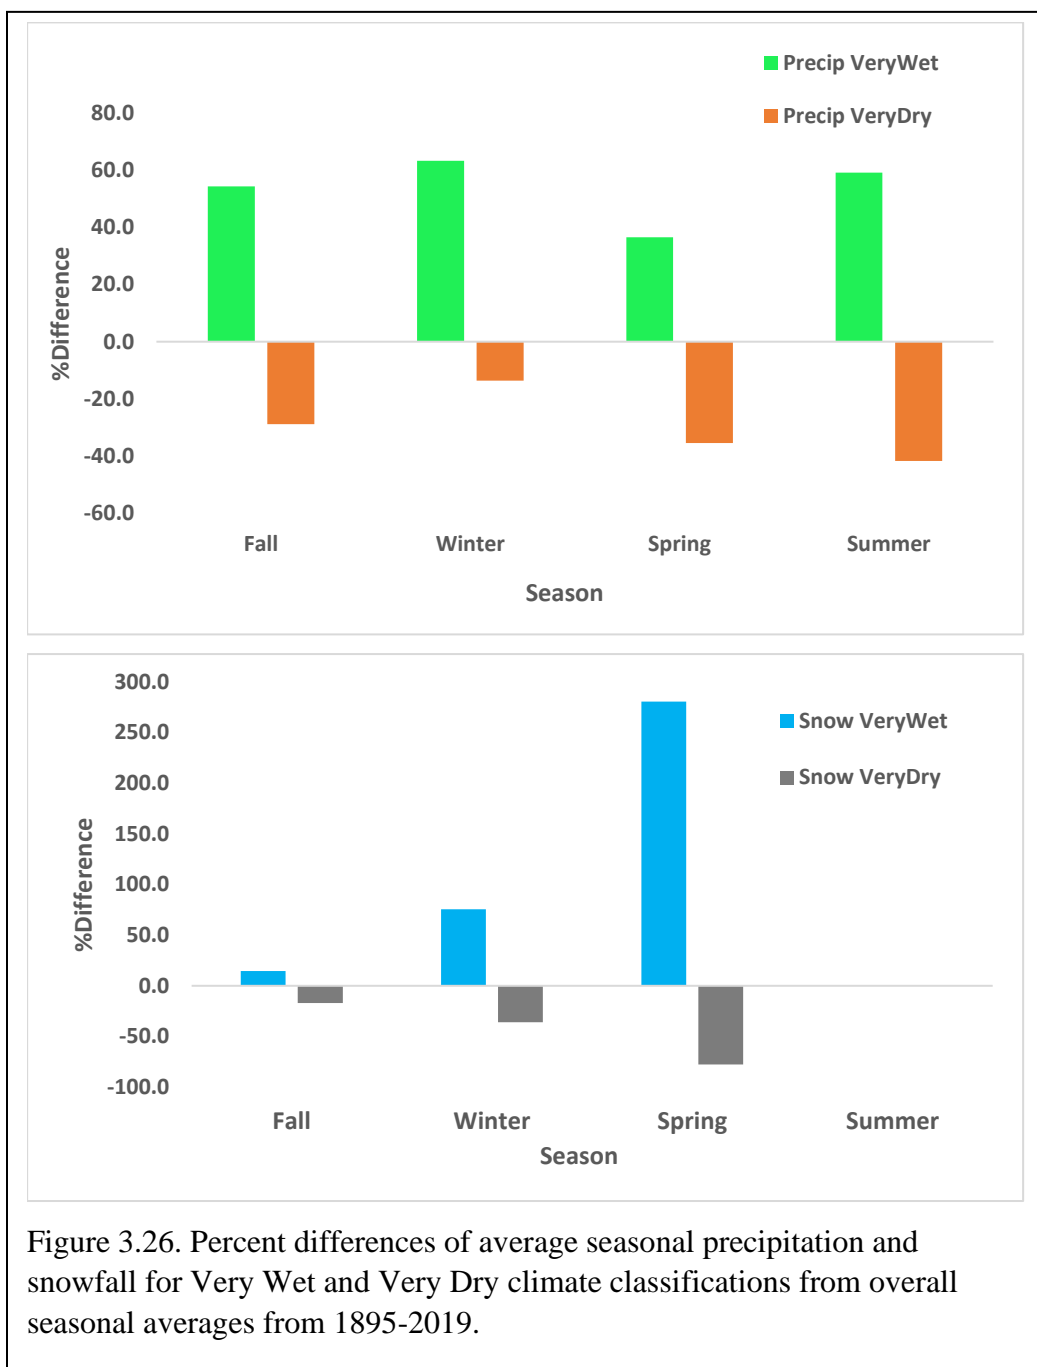 Precip VeryWet
Precip VeryDry
80.0
60.0
40.0
20.0
0.0
-20.0
-40.0
-60.0
%Difference
Fall Winter Spring Summer
Season
300.0
250.0
200.0
150.0
100.0
50.0
0.0
-50.0
-100.0
%Difference
Snow VeryWet
Snow VeryDry
Fall Winter Spring Summer
Season
Figure 3.26. Percent differences of average seasonal precipitation and
snowfall for Very Wet and Very Dry climate classifications from overall
seasonal averages from 1895-2019.